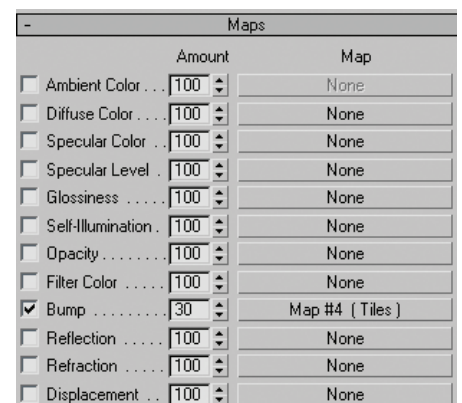 - Maps
Amount Map
Ambient Color . . . 100 None
Diffuse Color . . . . 100 None
Specular Color . . 100 None
Specular Level . 100 None
Glossiness . . . . . 100 None
Self-Illumination . 100 None
Opacity . . . . . . . . 100 None
Filter Color . . . . . 100 None
Bump . . . . . . . . . 30 Map #4 ( Tiles )
Reflection . . . . . 100 None
Refraction . . . . . 100 None
Displacement . . 100 None